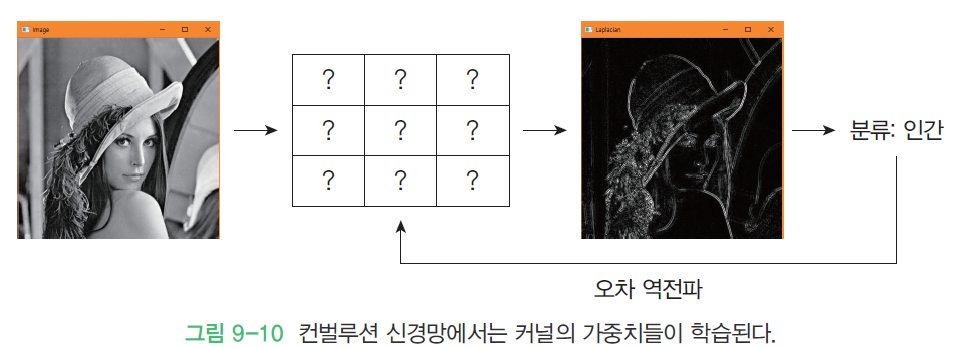 image
Laplacian
? ? ?
? ? ?
? ? ?
분류: 인간
오차 역전파
그림 9-10 컨벌루션 신경망에서는 커널의 가중치들이 학습된다.